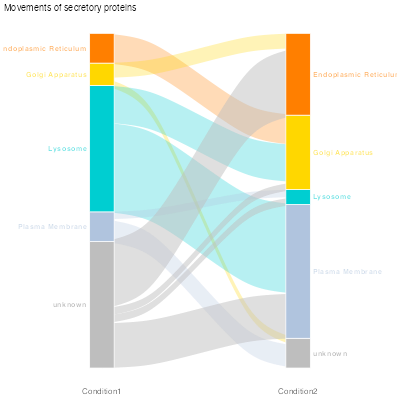 Movements of secretory proteins
ndoplasmic Reticulum
Endoplasmic Reticulur
Golgi Apparatus
Lysosome
Golgi Apparatus
Lysosome
Plasma Membrane
Plasma Membrane
unknown
unknown
Condition1 Condition2